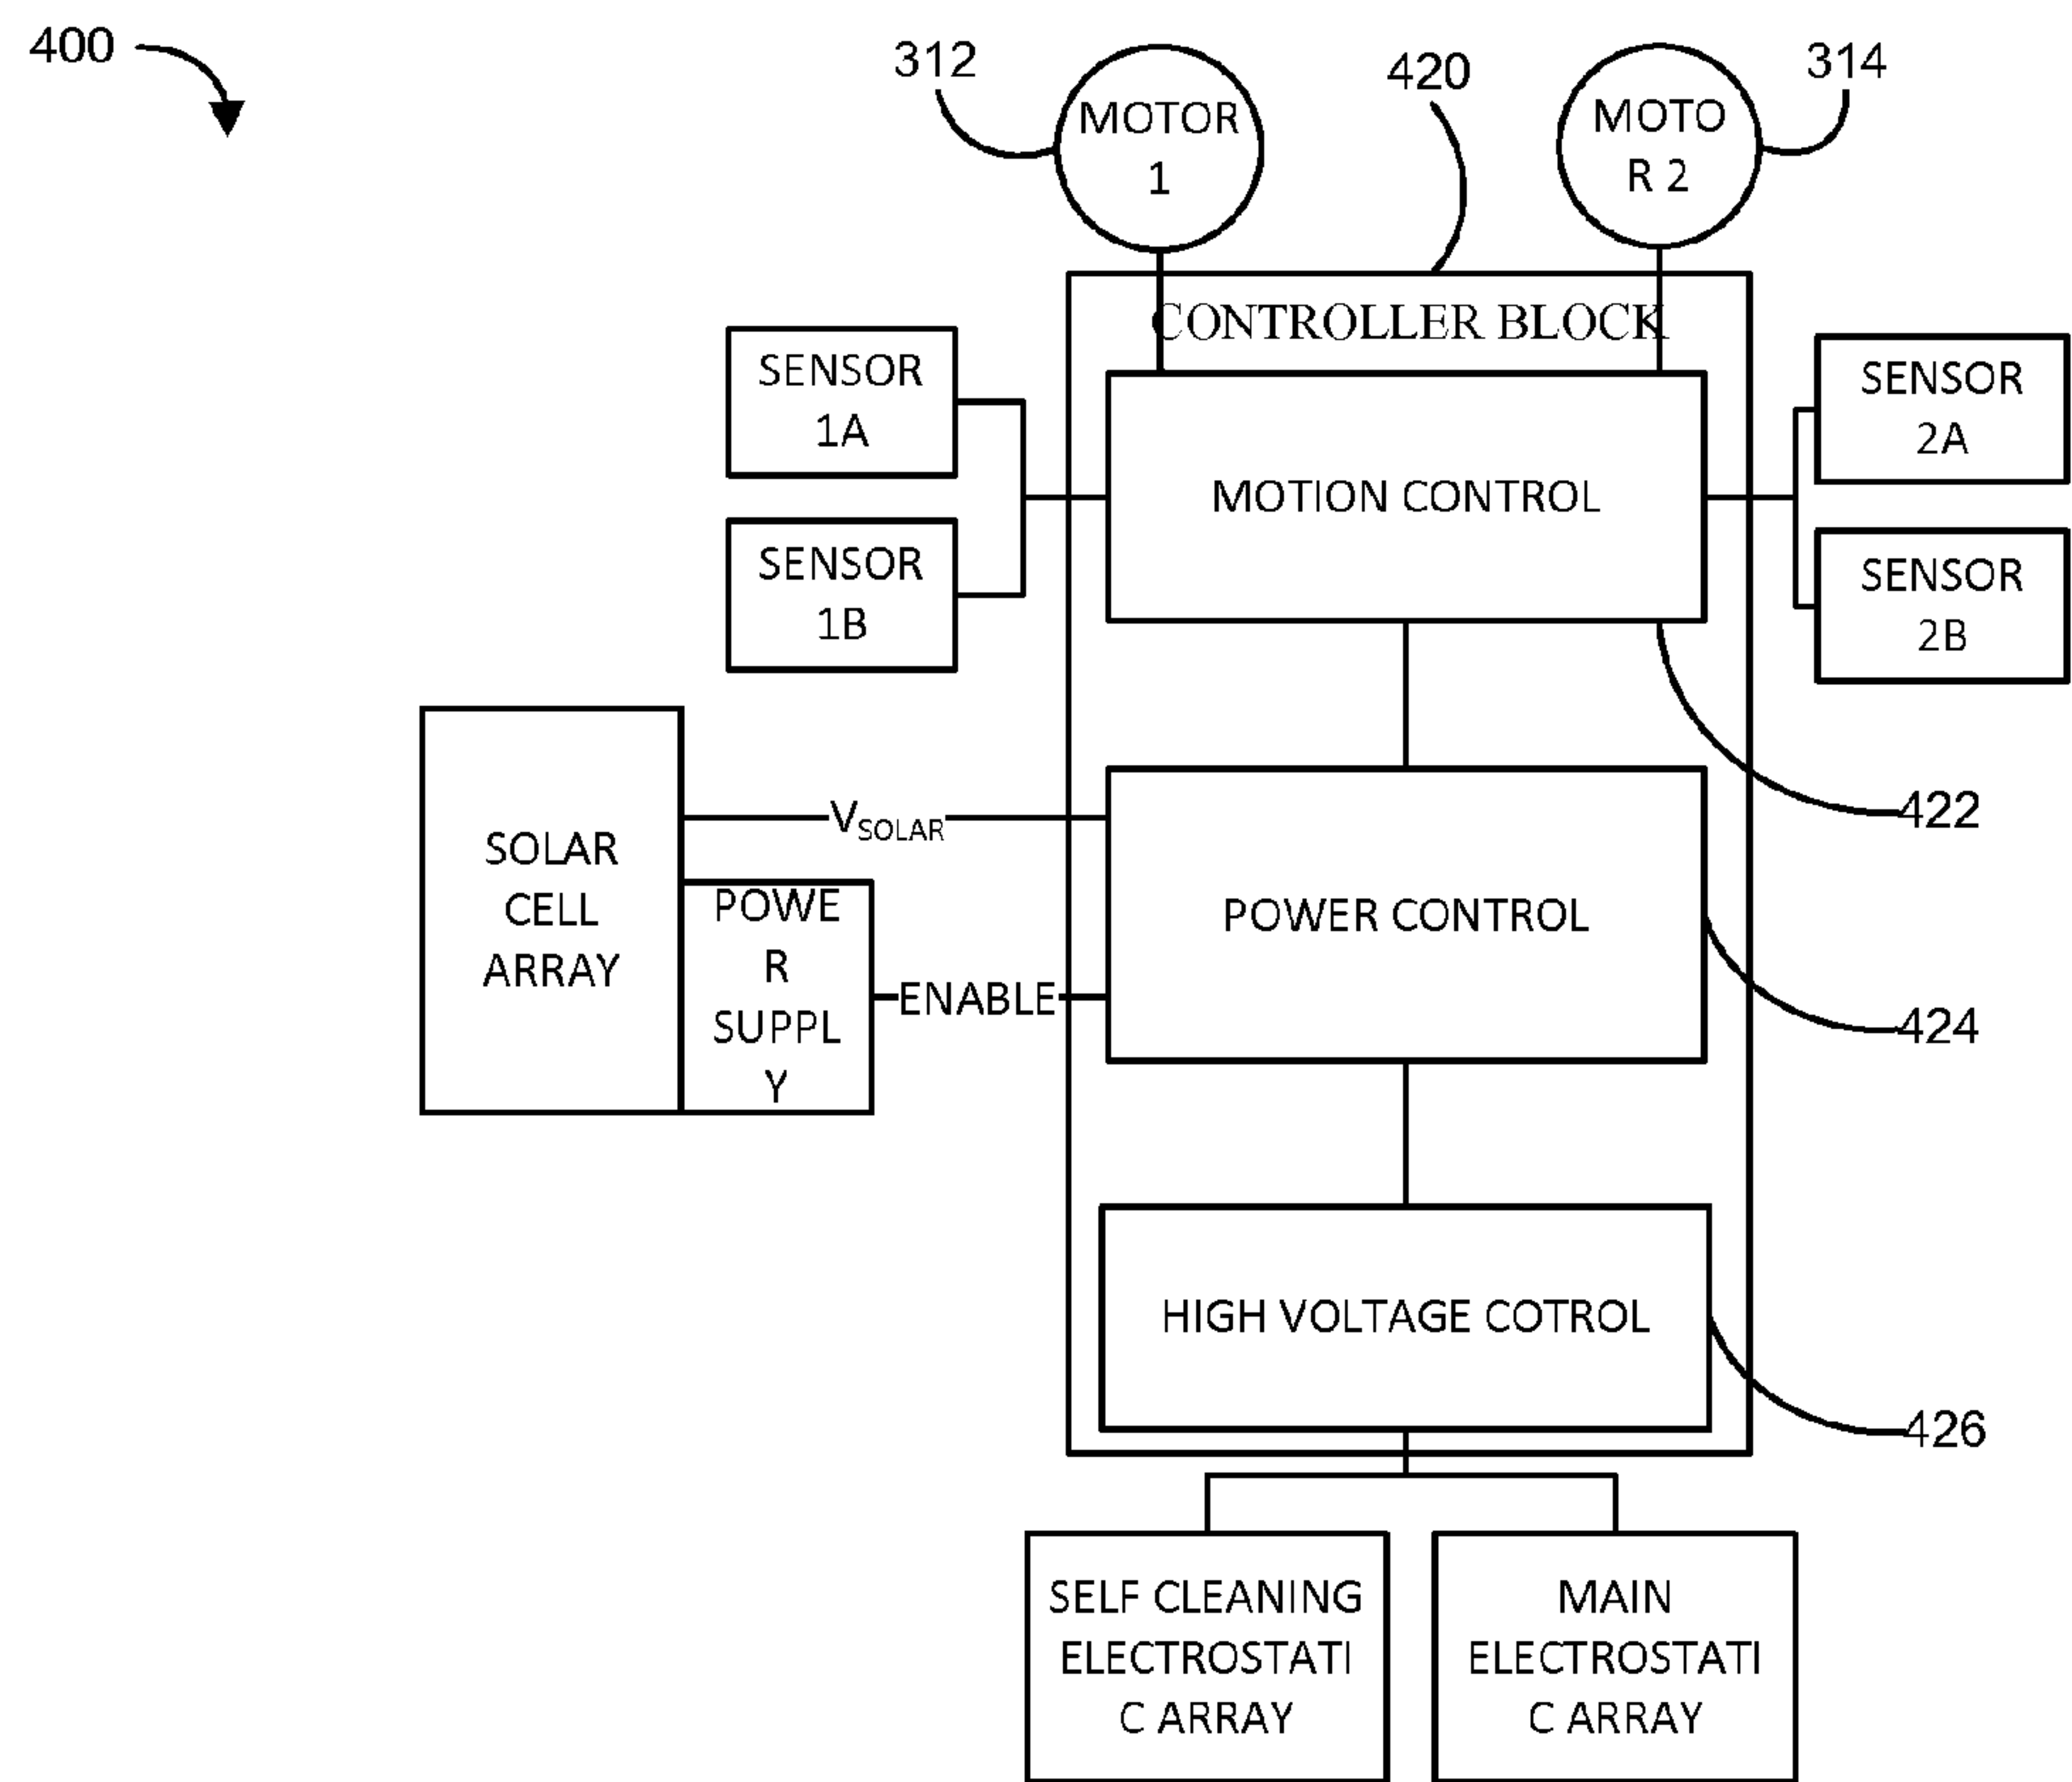 400
312
MOTOR
1
420
MOTO
R 2
314
CONTROLLER BLOCK
SENSOR
1A
SENSOR
1B
MOTION CONTROL
SENSOR
2A
SENSOR
2B
422
SOLAR
CELL
ARRAY
VSOLAR
POWE
R
SUPPL
Y
ENABLE
POWER CONTROL
424
HIGH VOLTAGE COTROL
426
SELF CLEANING
ELECTROSTATI
C ARRAY
MAIN
ELECTROSTATI
C ARRAY